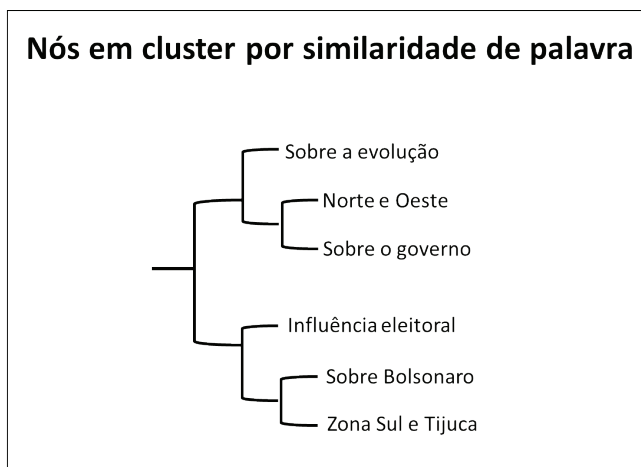 Nós em cluster por similaridade de palavra
Sobre a evolução
Norte e Oeste
Sobre o governo
Influência eleitoral
Sobre Bolsonaro
Zona Sul e Tijuca